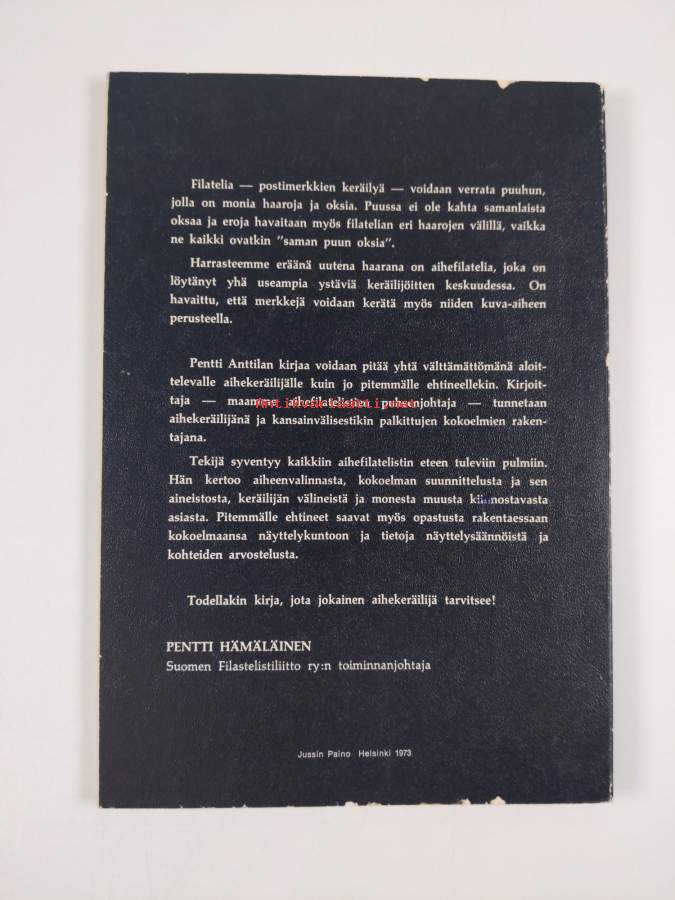 Filatelia — postimerkkien keräilyä — voidaan verrata puuhun,
jolla on monia haaroja ja oksia. Puussa ei ole kahta samanlaista
oksaa ja eroja havaitaan myös filatelian eri haarojen välillä, vaikka
ne kaikki ovatkin "saman puun oksia".
Harrasteemme eräänä uutena haarana on aihefilatelia, joka on
löytänyt yhä useampia ystäviä keräilijöitten keskuudessa. On
havaittu, että merkkejä voidaan kerätä myös niiden kuva-aiheen
perusteella.
Pentti Anttilan kirjaa voidaan pitää yhtä välttämättömänä aloit-
televalle aihekeräilijälle kuin jo pitemmälle ehtineellekin. Kirjoit-
taja — maamme aihefilatelistien puheenjohtaja — tunnetaan
aihekeräilijänä ja kansainvälisestikin palkittujen kokoelmien raken-
tajana.
Tekijä syventyy kaikkiin aihefilatelistin eteen tuleviin pulmiin.
Hän kertoo aiheenvalinnasta, kokoelman suunnittelusta ja sen
aineistosta, keräilijän välineistä ja monesta muusta kiinnostavasta
asiasta. Pitemmälle ehtineet saavat myös opastusta rakentaessaan
kokoelmaansa näyttelykuntoon ja tietoja näyttelysäännöistä ja
kohteiden arvostelusta.
Todellakin kirja, jota jokainen aihekeräilijä tarvitsee!
PENTTI HÄMÄLÄINEN
Suomen Filastelistiliitto ry:n toiminnanjohtaja
Jussin Paino Helsinki 1973